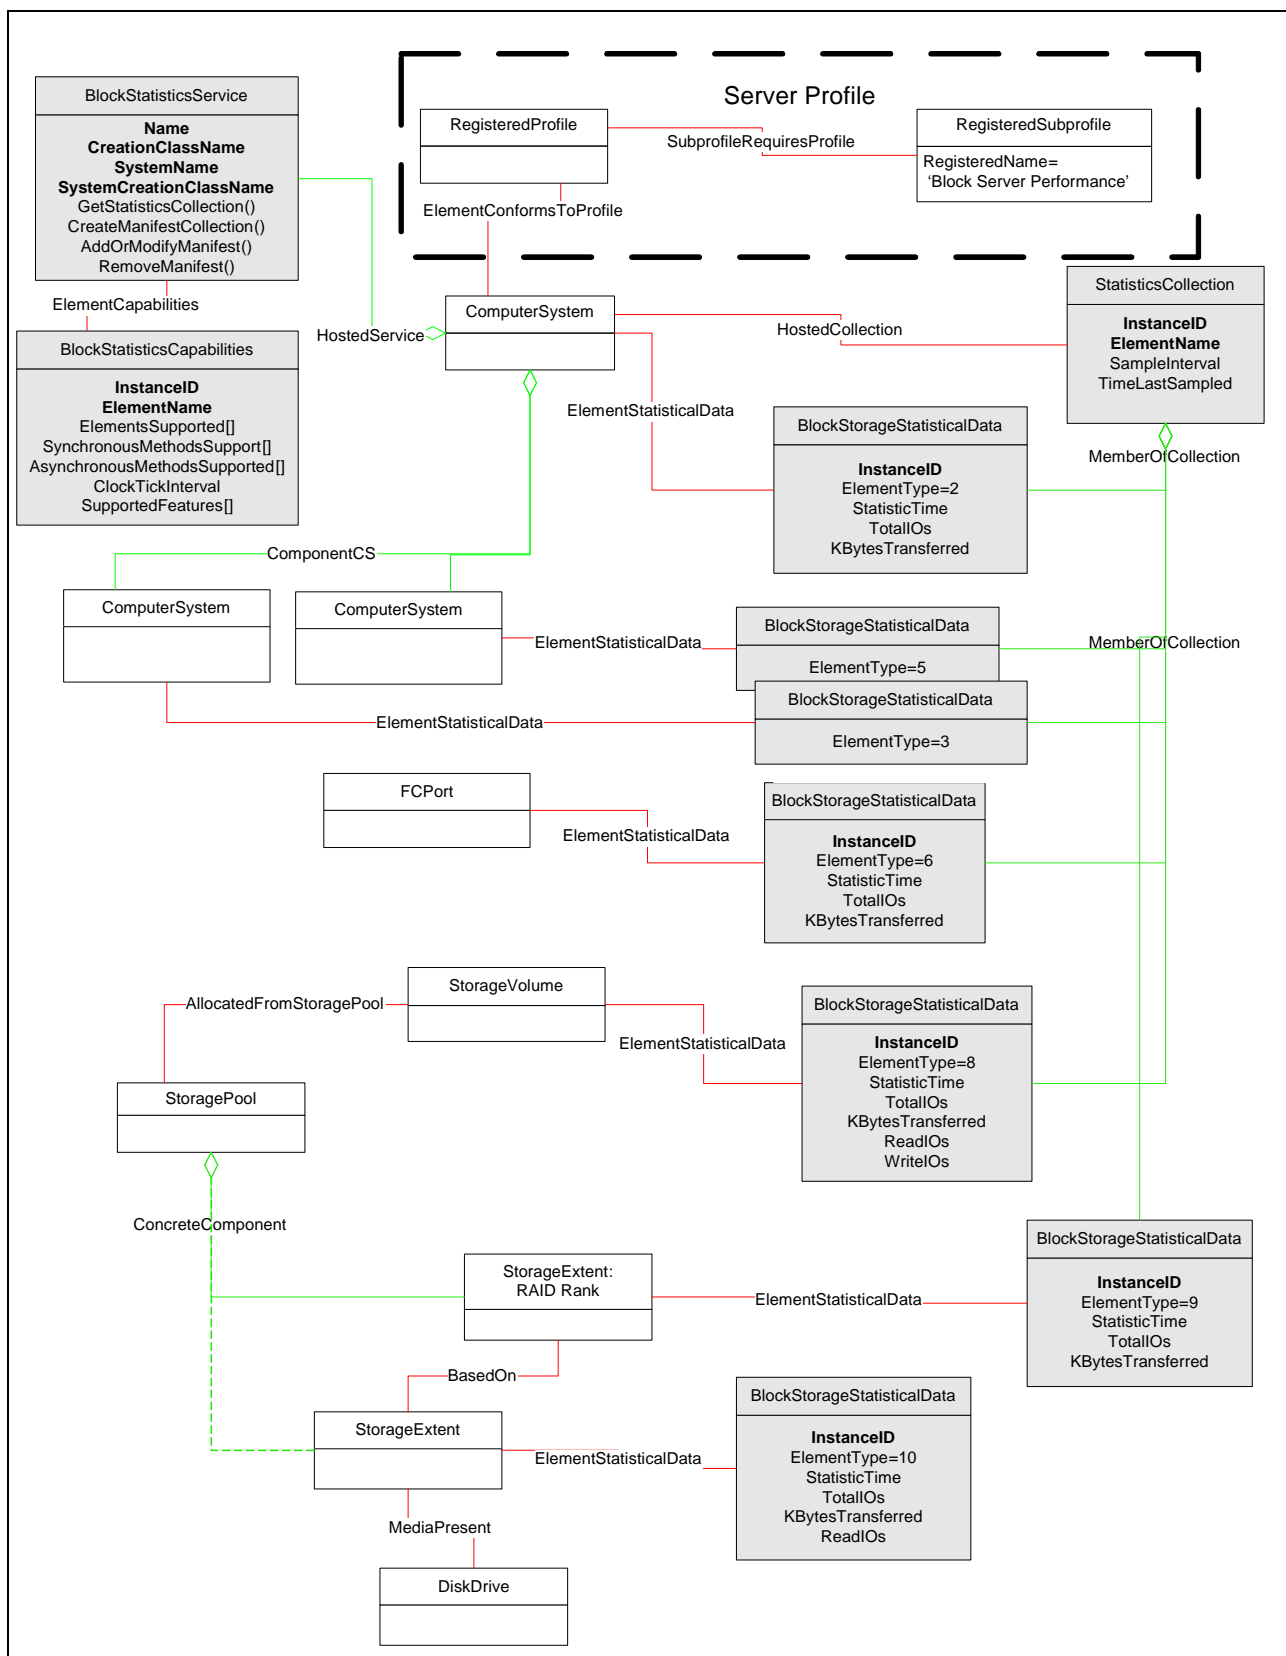 Server Profile
BlockStatisticsService
Name
CreationClassName
SystemName
SystemCreationClassName
GetStatisticsCollection()
CreateManifestCollection()
AddOrModifyManifest()
RemoveManifest()
RegisteredProfile
SubprofileRequiresProfile
RegisteredSubprofile
RegisteredName=
‘Block Server Performance’
ElementConformsToProfile
ElementCapabilities
HostedService
ComputerSystem
HostedCollection
StatisticsCollection
InstanceID
ElementName
SampleInterval
TimeLastSampled
BlockStatisticsCapabilities
InstanceID
ElementName
ElementsSupported[]
SynchronousMethodsSupport[]
AsynchronousMethodsSupported[]
ClockTickInterval
SupportedFeatures[]
ElementStatisticalData
BlockStorageStatisticalData
InstanceID
ElementType=2
StatisticTime
TotalIOs
KBytesTransferred
MemberOfCollection
ComponentCS
ComputerSystem
ComputerSystem
ElementStatisticalData
BlockStorageStatisticalData
ElementType=5
MemberOfCollection
ElementStatisticalData
BlockStorageStatisticalData
ElementType=3
FCPort
ElementStatisticalData
BlockStorageStatisticalData
InstanceID
ElementType=6
StatisticTime
TotalIOs
KBytesTransferred
AllocatedFromStoragePool
StorageVolume
ElementStatisticalData
BlockStorageStatisticalData
InstanceID
ElementType=8
StatisticTime
TotalIOs
KBytesTransferred
ReadIOs
WriteIOs
StoragePool
ConcreteComponent
StorageExtent:
RAID Rank
ElementStatisticalData
BlockStorageStatisticalData
InstanceID
ElementType=9
StatisticTime
TotalIOs
KBytesTransferred
BasedOn
StorageExtent
ElementStatisticalData
BlockStorageStatisticalData
InstanceID
ElementType=10
StatisticTime
TotalIOs
KBytesTransferred
ReadIOs
MediaPresent
DiskDrive